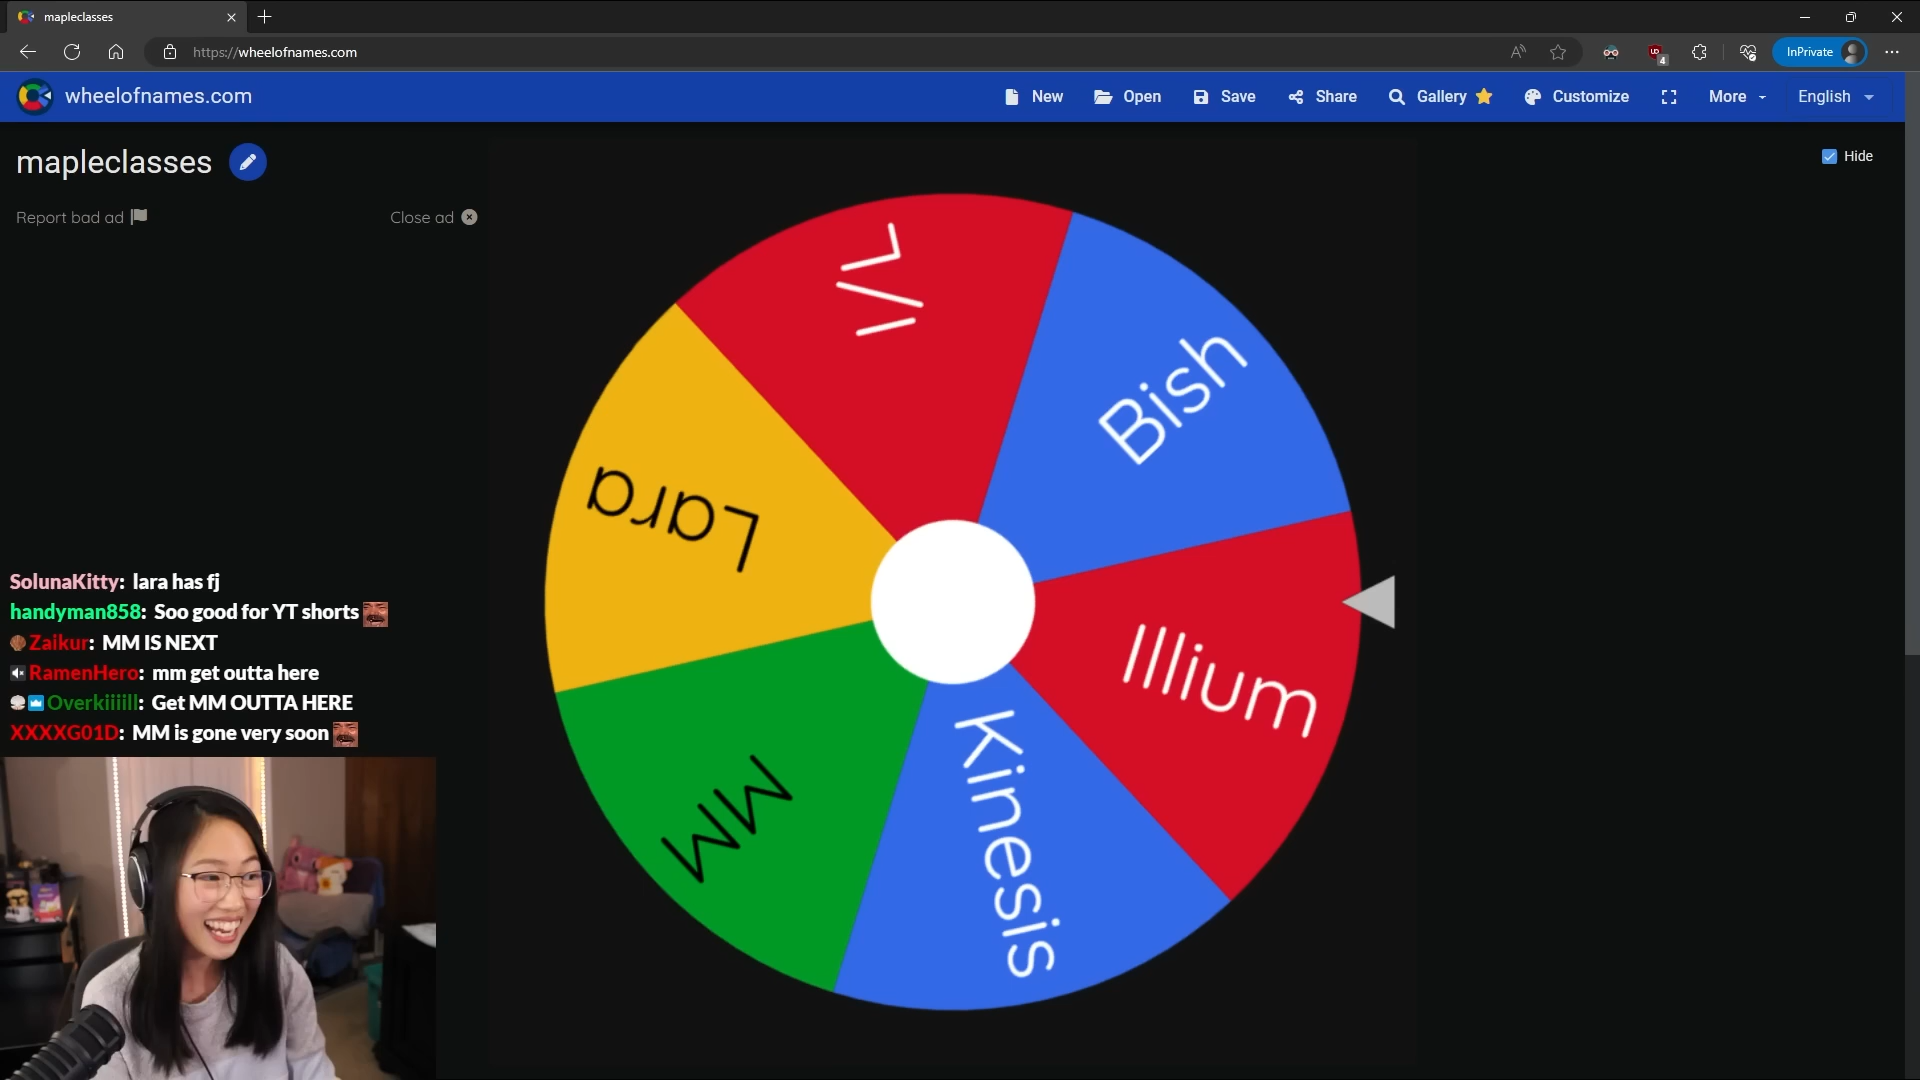 mapleclasses
https://wheelofnames.com
InPrivate
4
wheelofnames.com
New
Open
Save
Share
Gallery
Customize
More
English
mapleclasses
Hide
Report bad ad
Close ad
Bish
Illium
Kinesis
MM
Lara
I/L
SolunaKitty: lara has fj
handyman858: Soo good for YT shorts
Zaikur: MM IS NEXT
RamenHero: mm get outta here
Overkiiiill: Get MM OUTTA HERE
XXXXG01D: MM is gone very soon